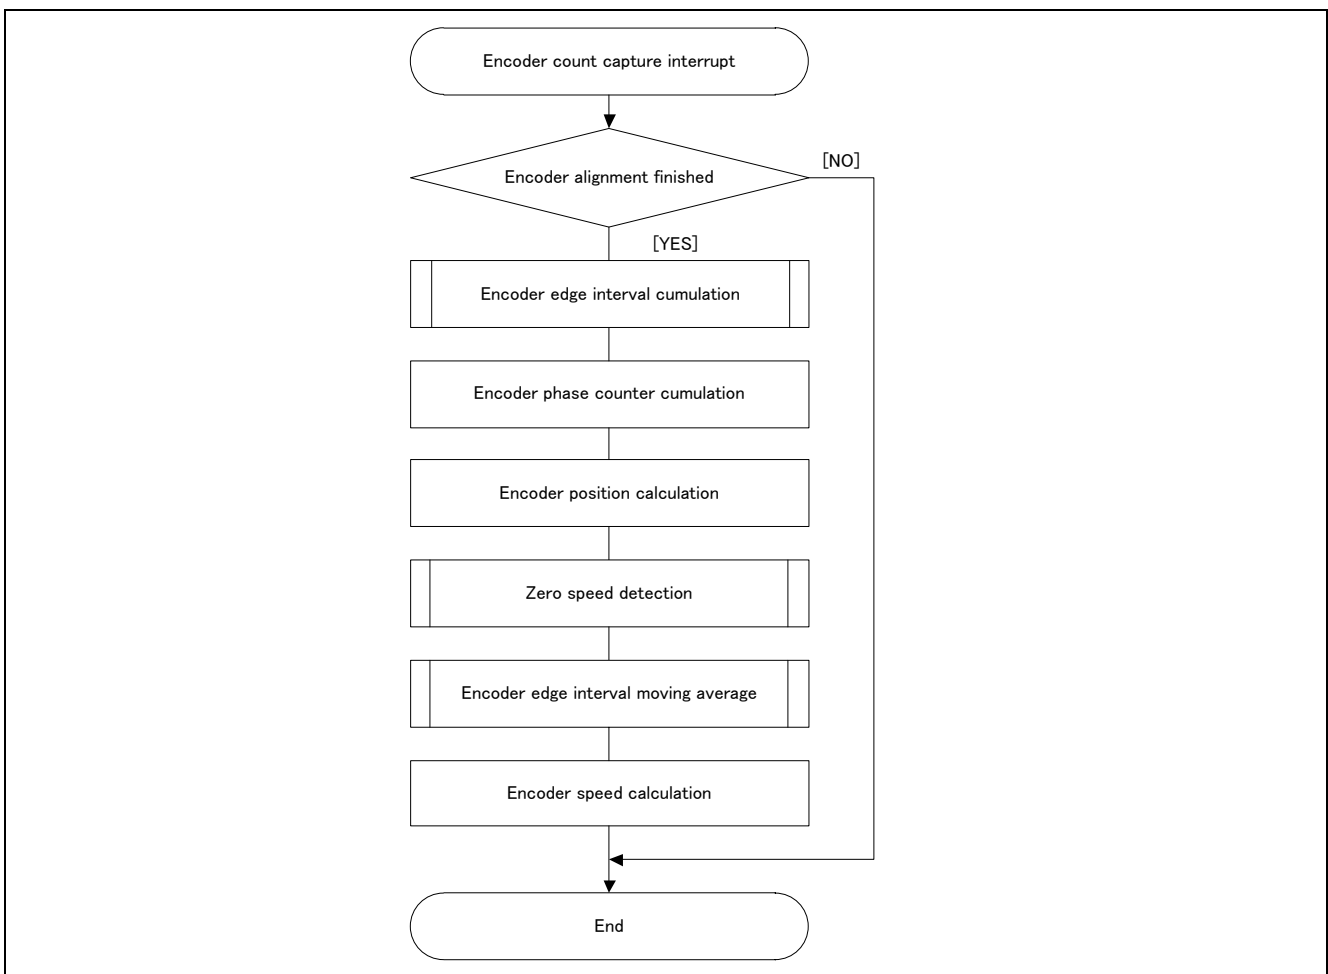 Encoder count capture interrupt
Encoder alignment finished
[NO]
[YES]
Encoder edge interval cumulation
Encoder phase counter cumulation
Encoder position calculation
Zero speed detection
Encoder edge interval moving average
Encoder speed calculation
End